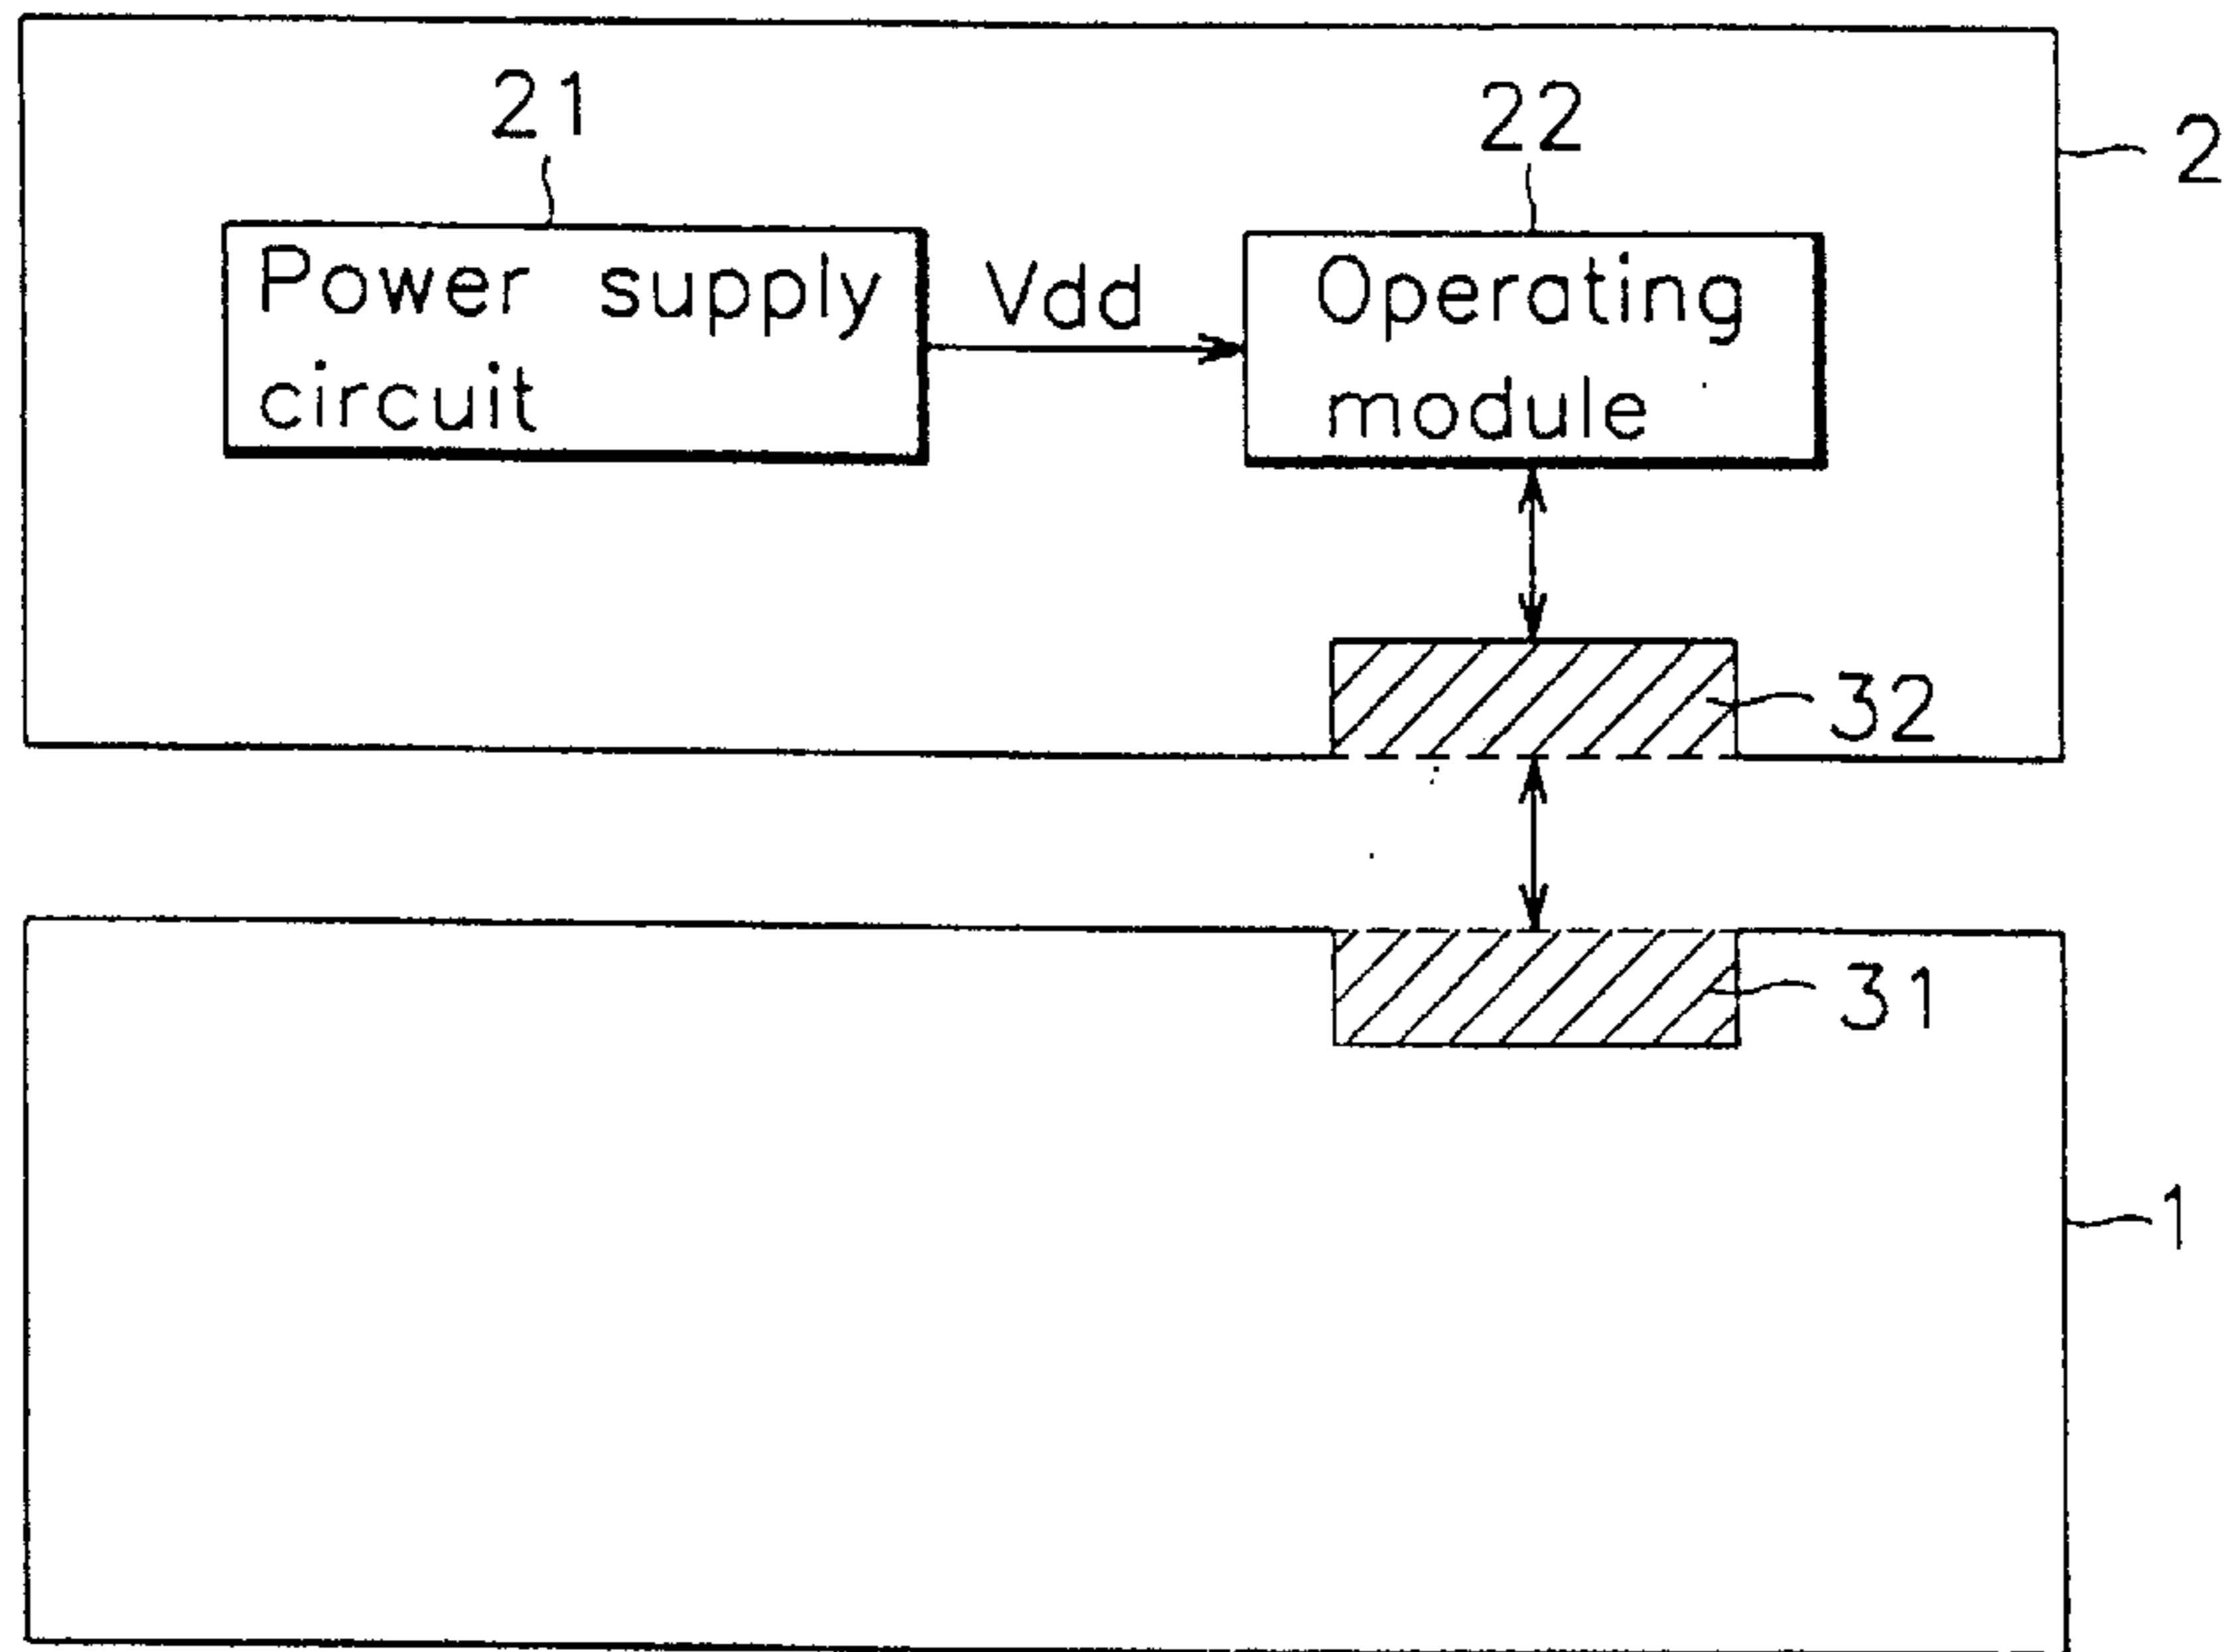 21
22
2
Power supply
circuit
Vdd
Operating
module
32
31
1